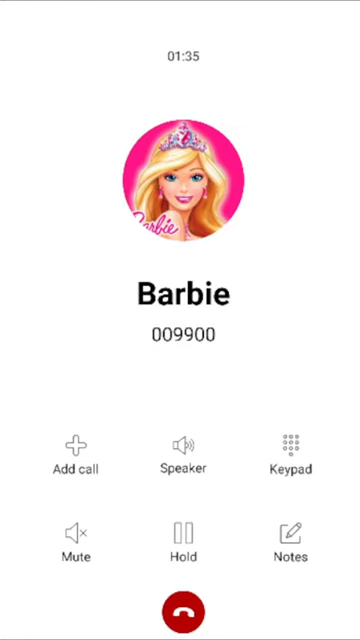 01:35
Barbie
Barbie
009900
Add call
Speaker
Keypad
Mute
Hold
Notes